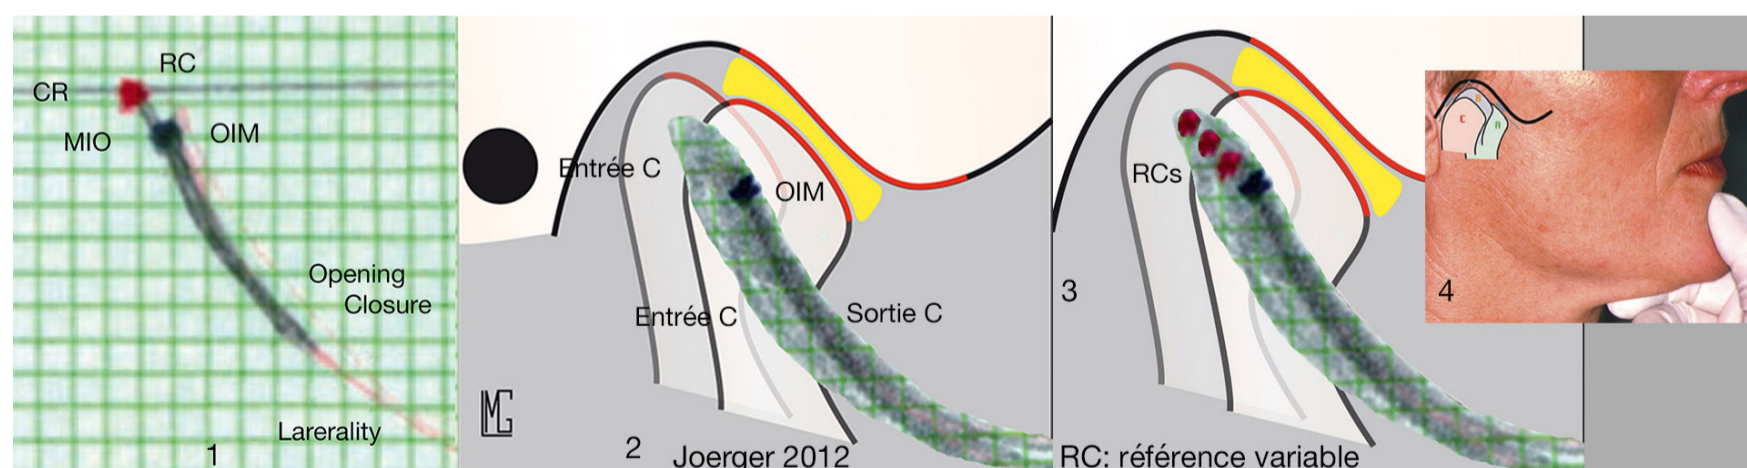 RC
CR
MIO
OIM
Opening
Closure
Larerality
1
Entrée C
OIM
Entrée C
Sortie C
LMG
2
Joerger 2012
RCs
3
RC: référence variable
C
4